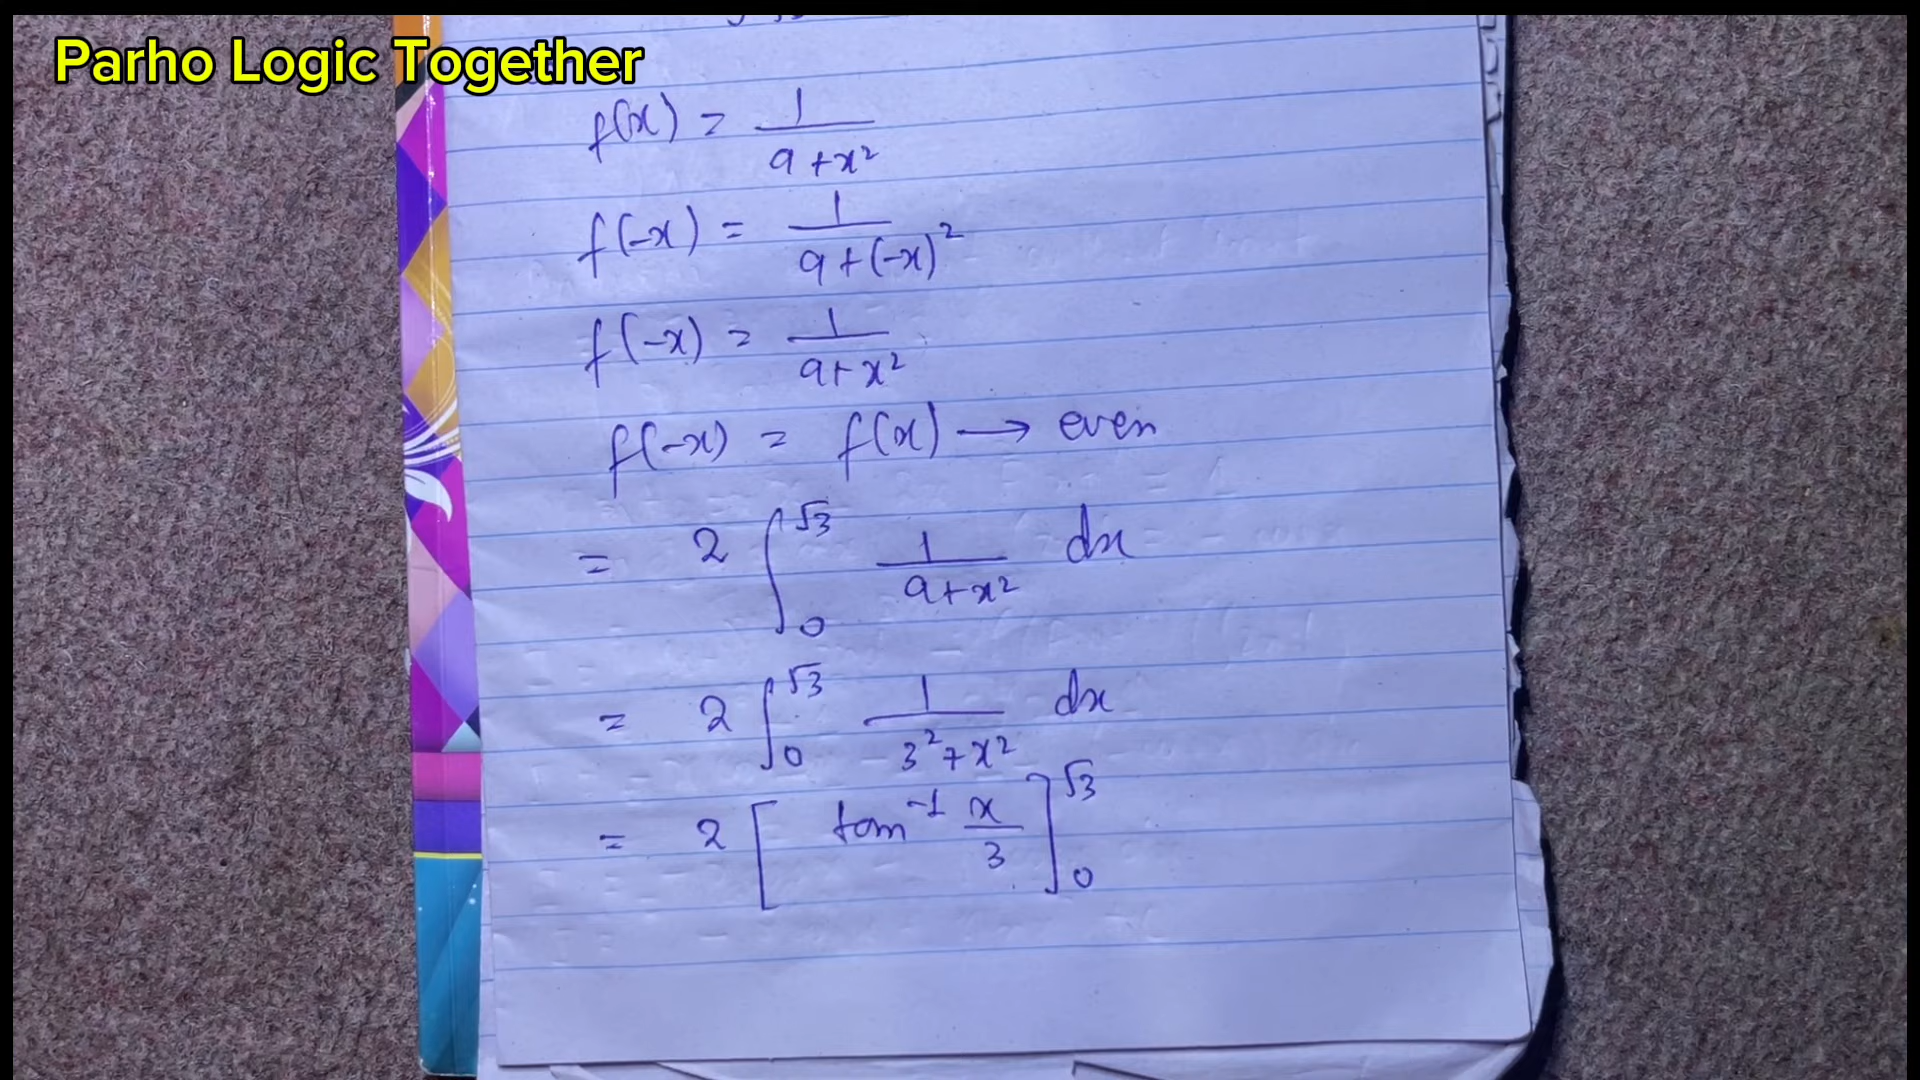 Parho Logic Together
f(x) = 1/(9+x²)
f(-x) = 1/(9+(-x)²)
f(-x) = 1/(9+x²)
f(-x) = f(x) → even
= 2 ∫₀^√3 1/(9+x²) dx
= 2 ∫₀^√3 1/(3²+x²) dx
= 2 [tan⁻¹ x/3]₀^√3